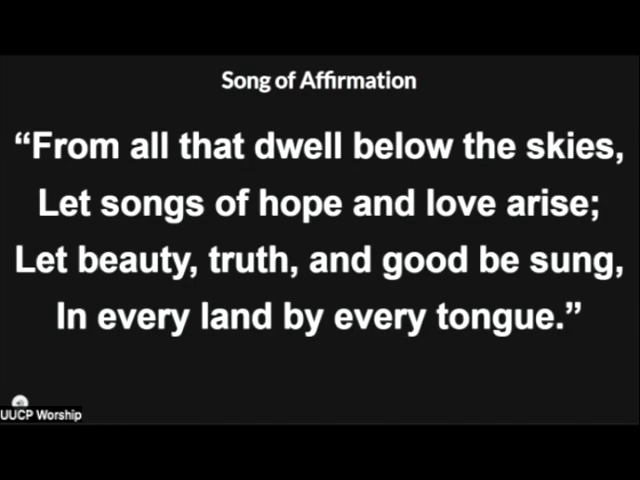 Song of Affirmation
“From all that dwell below the skies,
Let songs of hope and love arise;
Let beauty, truth, and good be sung,
In every land by every tongue.”
UUCP Worship